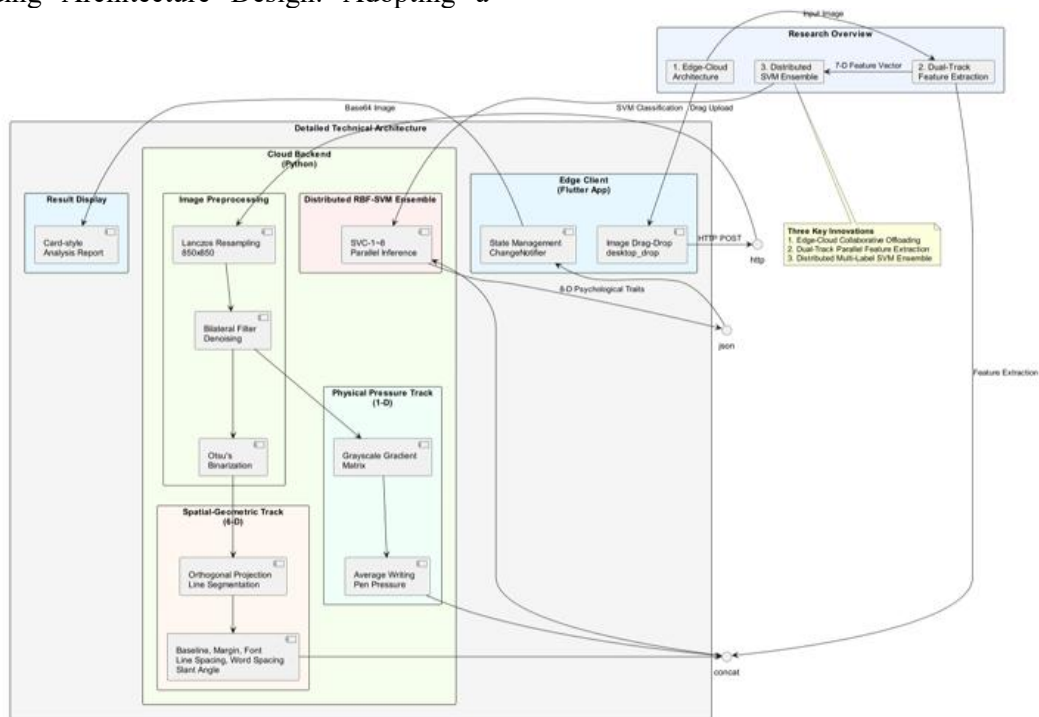 ing Architecture Design: Adopting a
Input Image
Research Overview
1. Edge-Cloud
Architecture
3. Distributed
SVM Ensemble
7-D Feature Vector
2. Dual-Track
Feature Extraction
Base64 Image
SVM Classification
Drag Upload
Detailed Technical Architecture
Cloud Backend
(Python)
Result Display
Card-style
Analysis Report
Image Preprocessing
Lanczos Resampling
850x850
Distributed RBF-SVM Ensemble
SVC-1~8
Parallel Inference
Edge Client
(Flutter App)
State Management
ChangeNotifier
Image Drag-Drop
desktop_drop
HTTP POST
http
Three Key Innovations
1. Edge-Cloud Collaborative Offloading
2. Dual-Track Parallel Feature Extraction
3. Distributed Multi-Label SVM Ensemble
8-D Psychological Traits
json
Bilateral Filter
Denoising
Feature Extraction
Physical Pressure Track
(1-D)
Otsu's
Binarization
Grayscale Gradient
Matrix
Spatial-Geometric Track
(6-D)
Orthogonal Projection
Line Segmentation
Average Writing
Pen Pressure
Baseline, Margin, Font
Line Spacing, Word Spacing
Slant Angle
concat